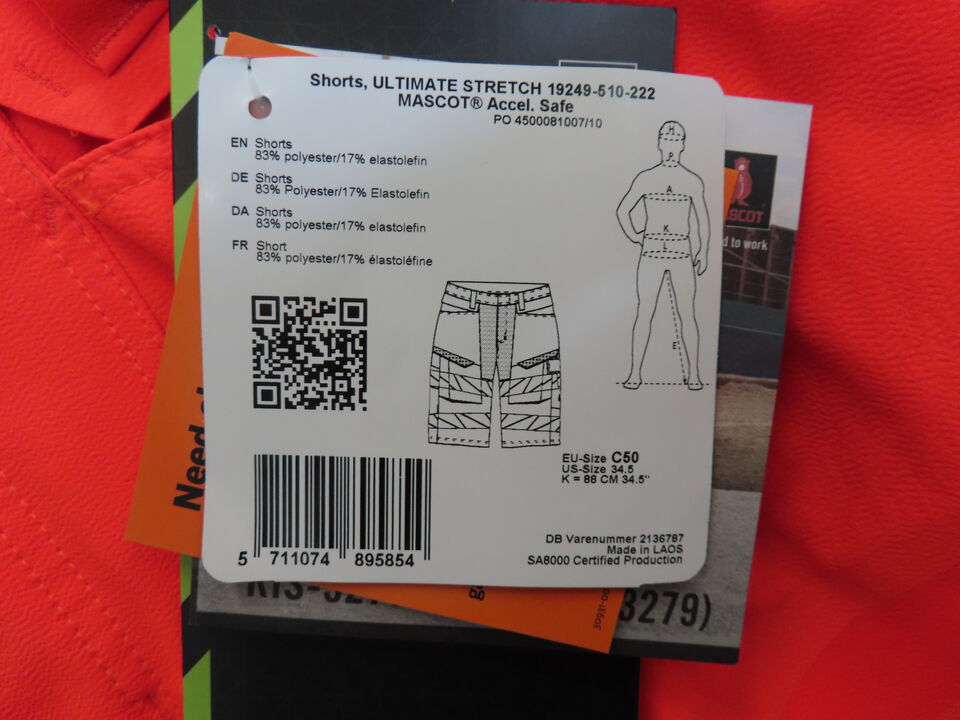 Shorts, ULTIMATE STRETCH 19249-510-222
MASCOT® Accel. Safe
PO 4500081007/10
EN Shorts
83% polyester/17% elastolefin
DE Shorts
83% Polyester/17% Elastolefin
DA Shorts
83% polyester/17% elastolefin
FR Short
83% polyester/17% élastoléfine
H
P
A
K
L
E
EU-Size C50
US-Size 34.5
K = 88 CM 34.5"
DB Varenummer 2136787
Made in LAOS
SA8000 Certified Production
5 711074 895854
Need
SCOT
d to work
3279)
30931-00